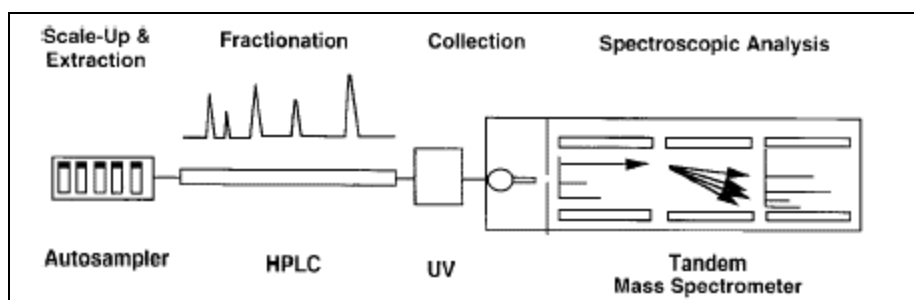 Scale-Up &
Extraction
Fractionation
Collection
Spectroscopic Analysis
Autosampler
HPLC
UV
Tandem
Mass Spectrometer